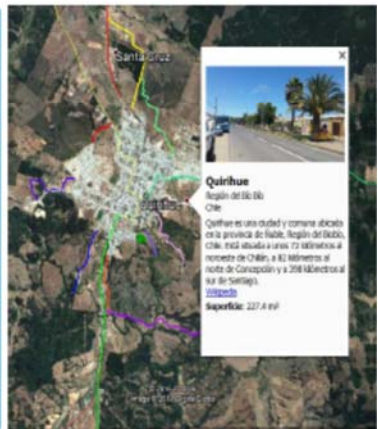 Santa Cruz
Quirihue
x
Quirihue
Región del Bío Bío
Chile
Quirihue es una ciudad y comuna ubicada
en la provincia de Ñuble, Región del Biobío,
Chile. Está situada a unos 72 kilómetros al
noroeste de Chillán, a 82 kilómetros al
norte de Concepción y a 398 kilómetros al
sur de Santiago.
Wikipedia
Superficie: 227.4 mi²